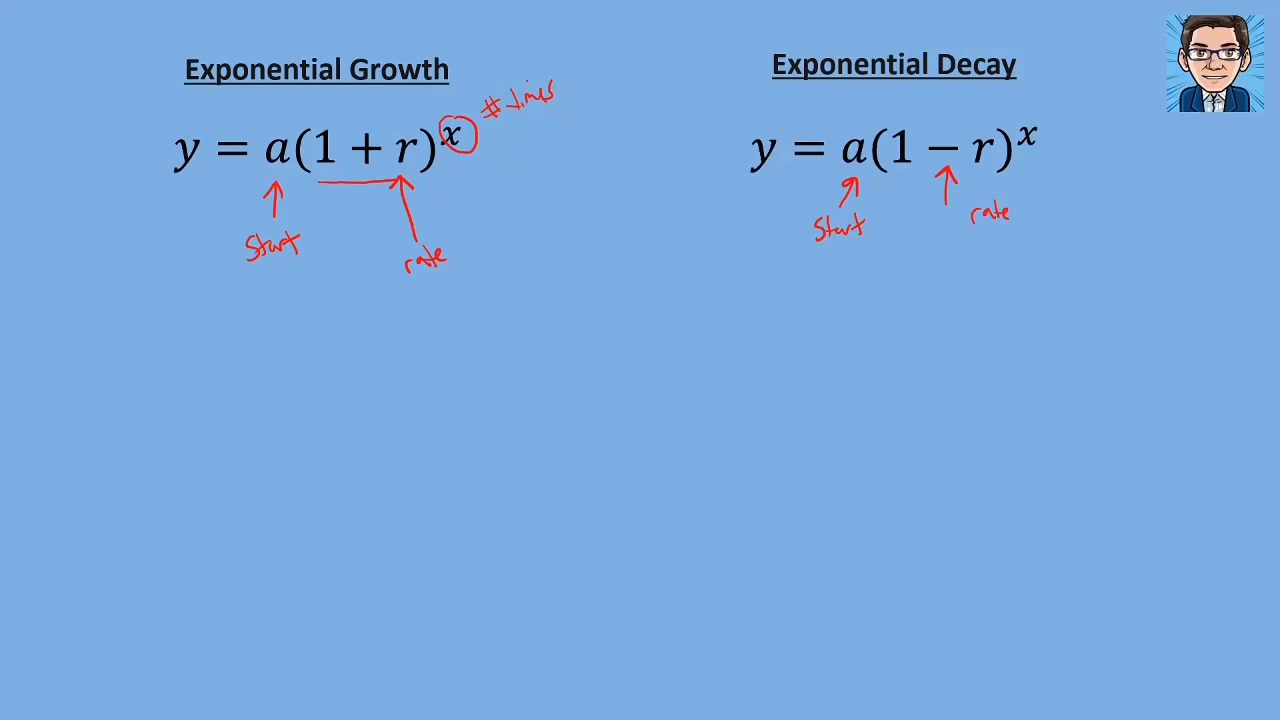 Exponential Growth
y = a(1 + r)^x
# times
start
rate
Exponential Decay
y = a(1 − r)^x
start
rate